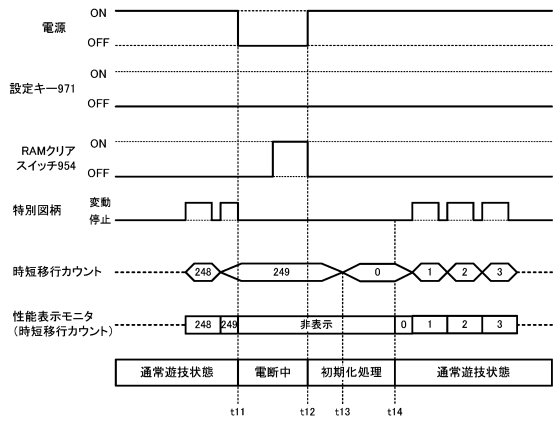 電源
ON
OFF
設定キー971
ON
OFF
RAMクリア
スイッチ954
ON
OFF
特別図柄
変動
停止
時短移行カウント
248
249
0
1
2
3
性能表示モニタ
(時短移行カウント)
248
249
非表示
0
1
2
3
通常遊技状態
電断中
初期化処理
通常遊技状態
t11
t12
t13
t14